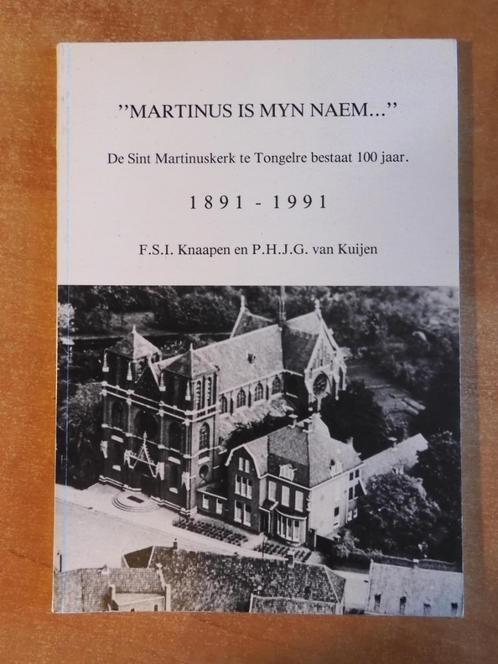 ”MARTINUS IS MYN NAEM...”
De Sint Martinuskerk te Tongelre bestaat 100 jaar.
1891 - 1991
F.S.I. Knaapen en P.H.J.G. van Kuijen